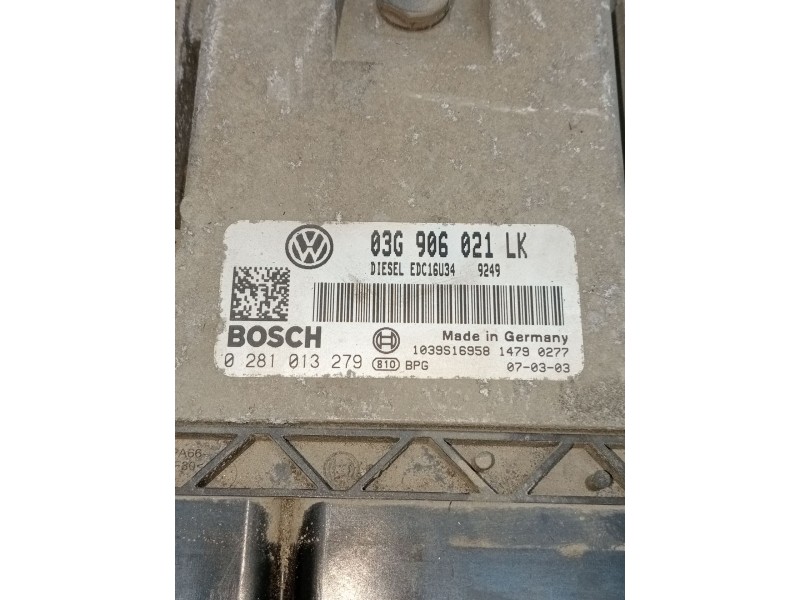 VW
03G 906 021 LK
DIESEL EDC16U34 9249
BOSCH
Made in Germany
1039S16958 1479 0277
0 281 013 279 810 BPG 07-03-03